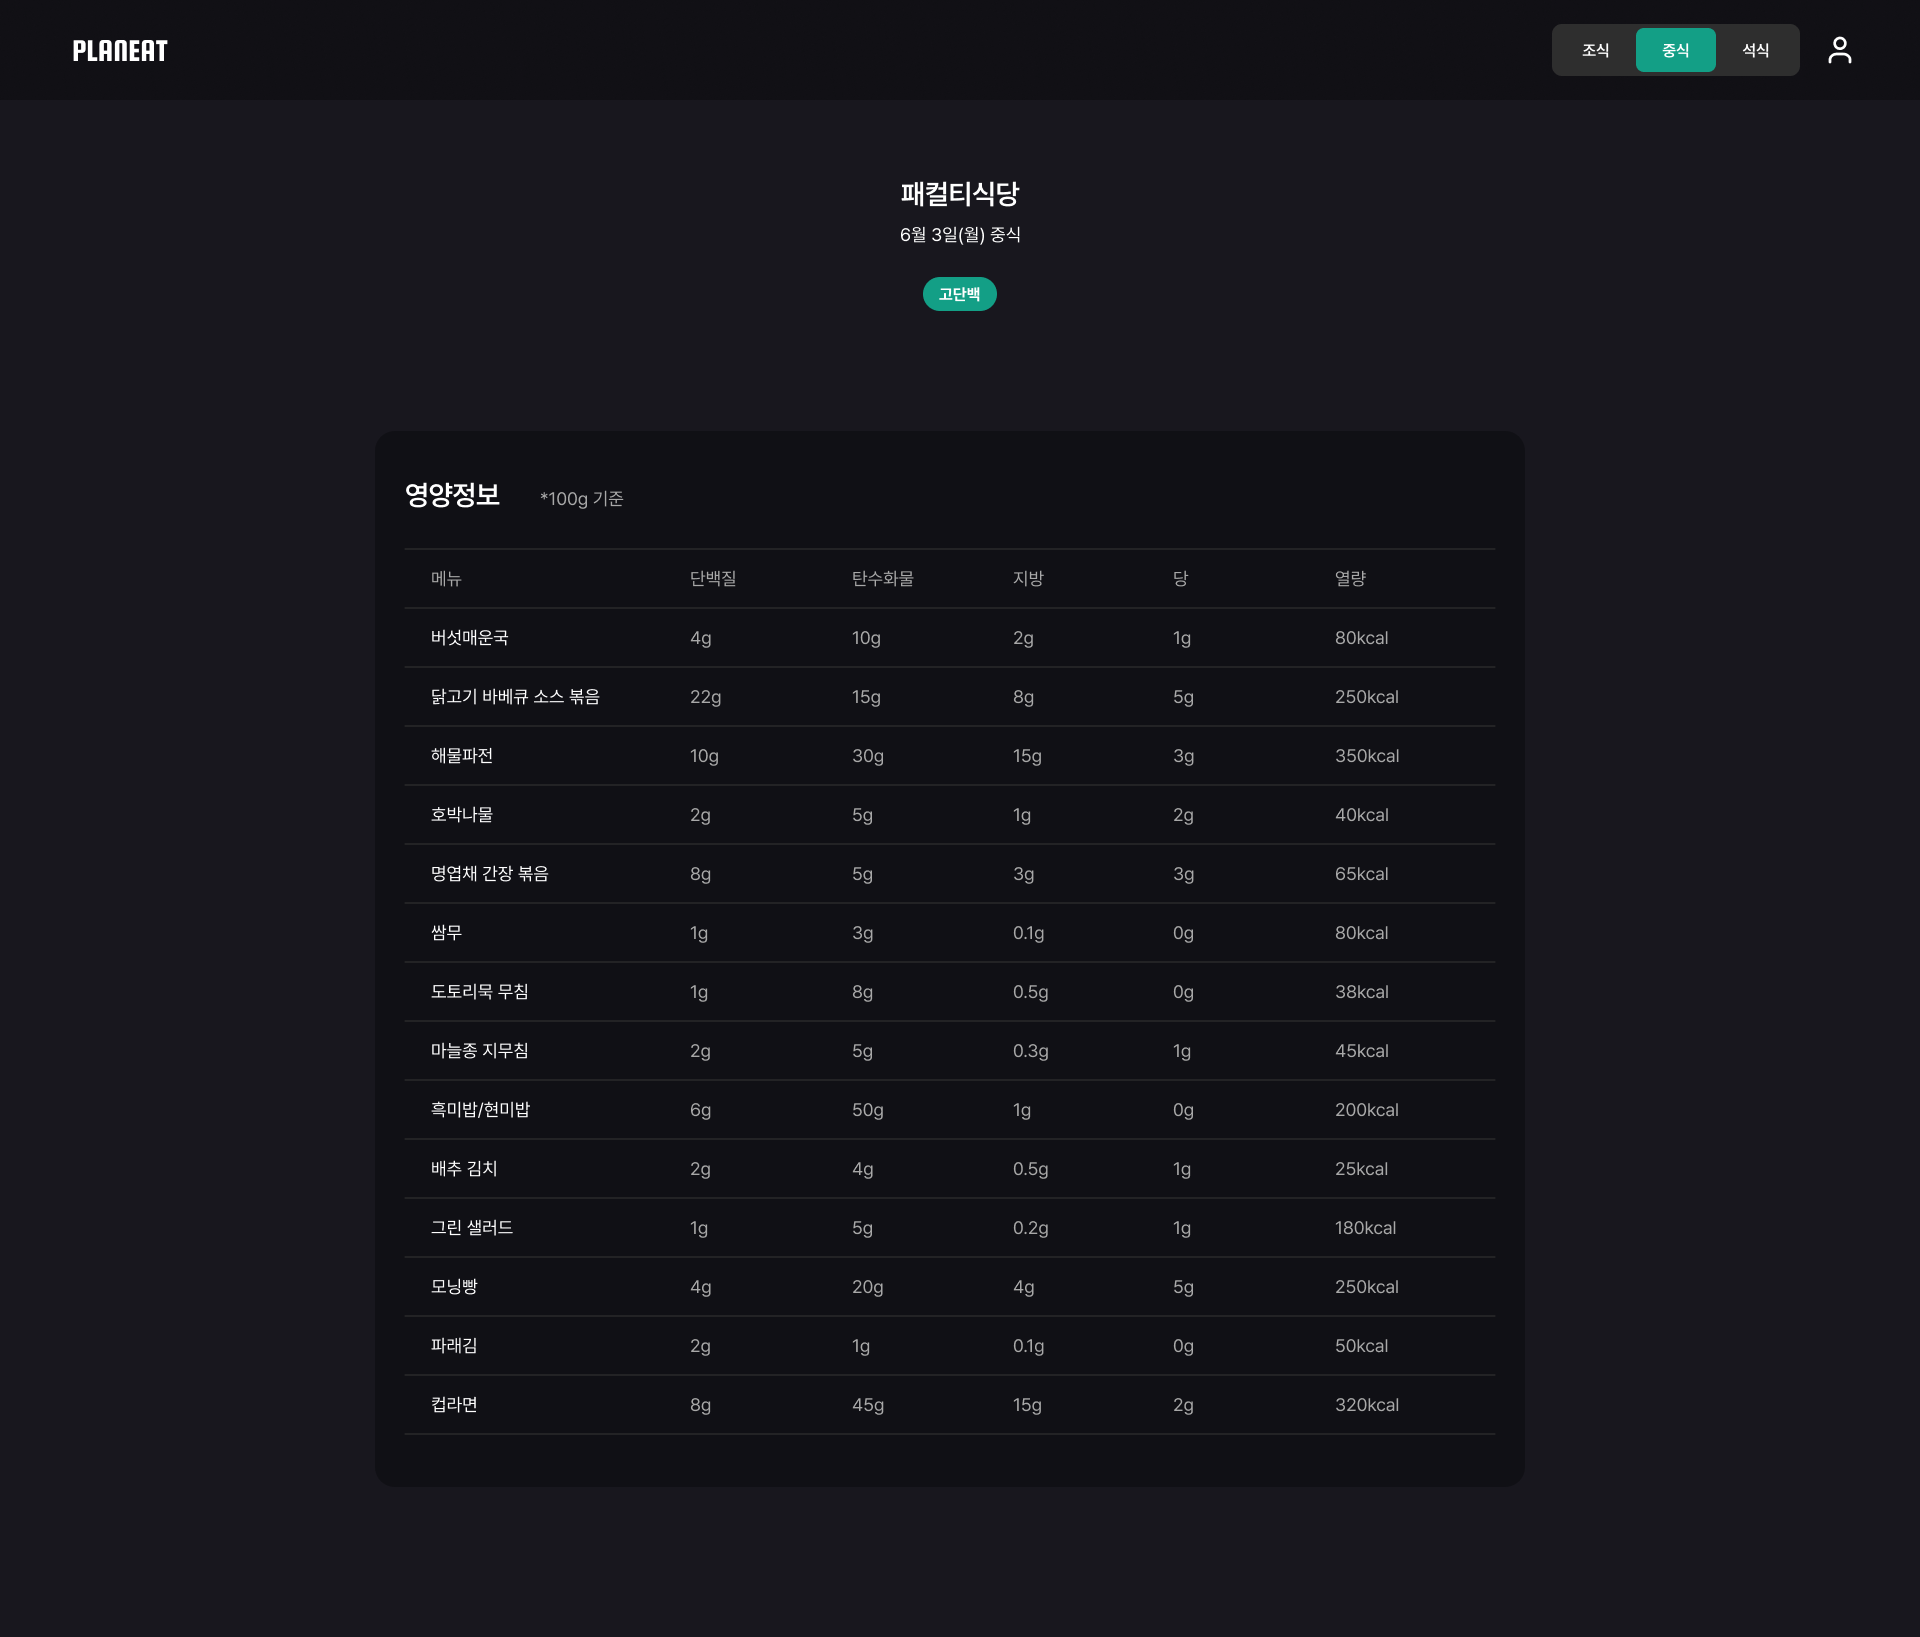 PLANEAT
조식 중식 석식
패컬티식당
6월 3일(월) 중식
고단백
영양정보 *100g 기준
메뉴 단백질 탄수화물 지방 당 열량
버섯매운국 4g 10g 2g 1g 80kcal
닭고기 바베큐 소스 볶음 22g 15g 8g 5g 250kcal
해물파전 10g 30g 15g 3g 350kcal
호박나물 2g 5g 1g 2g 40kcal
명엽채 간장 볶음 8g 5g 3g 3g 65kcal
쌈무 1g 3g 0.1g 0g 80kcal
도토리묵 무침 1g 8g 0.5g 0g 38kcal
마늘종 지무침 2g 5g 0.3g 1g 45kcal
흑미밥/현미밥 6g 50g 1g 0g 200kcal
배추 김치 2g 4g 0.5g 1g 25kcal
그린 샐러드 1g 5g 0.2g 1g 180kcal
모닝빵 4g 20g 4g 5g 250kcal
파래김 2g 1g 0.1g 0g 50kcal
컵라면 8g 45g 15g 2g 320kcal